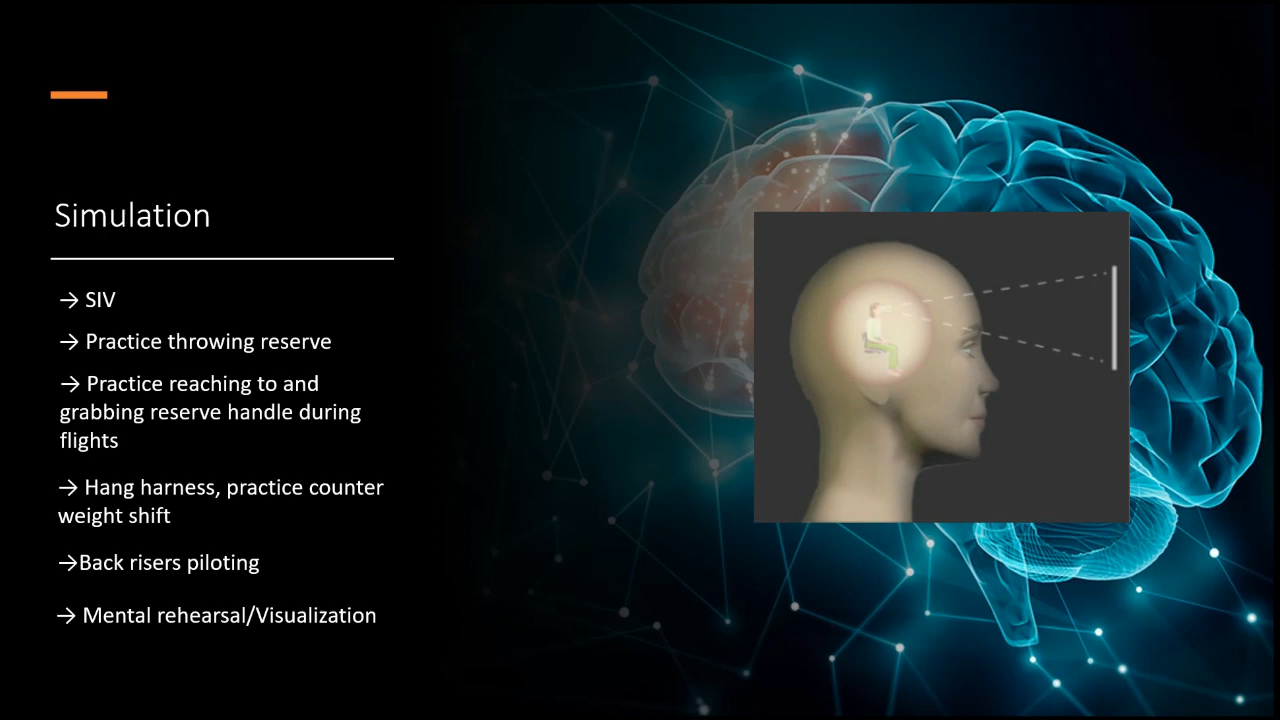 Simulation
→ SIV
→ Practice throwing reserve
→ Practice reaching to and
grabbing reserve handle during
flights
→ Hang harness, practice counter
weight shift
→Back risers piloting
→ Mental rehearsal/Visualization